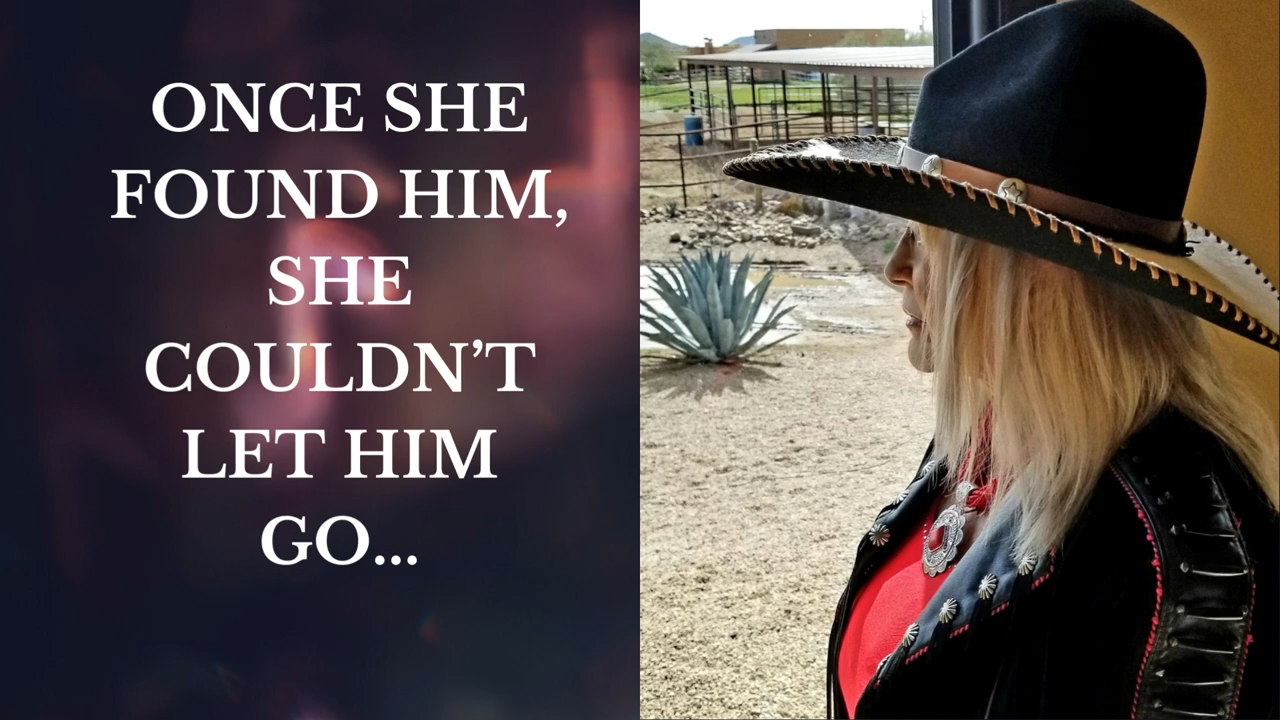 ONCE SHE
FOUND HIM,
SHE
COULDN’T
LET HIM
GO...